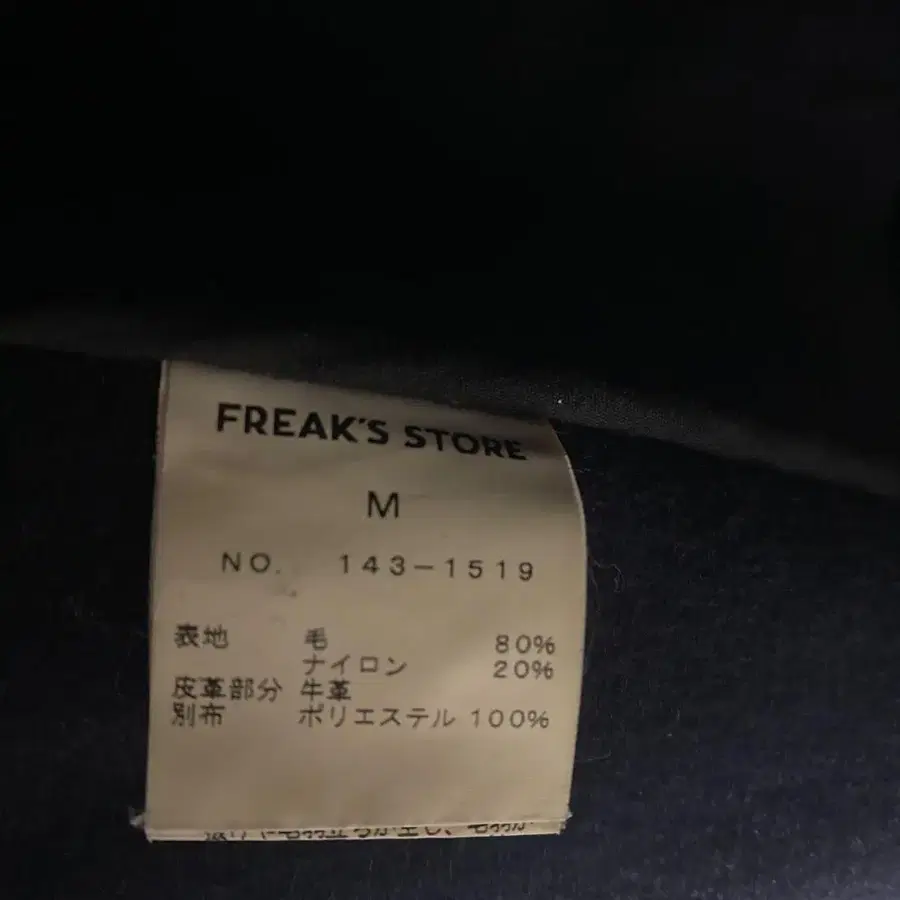 FREAK'S STORE
M
NO. 143-1519
表地 毛 80%
ナイロン 20%
皮革部分 牛革
別布 ポリエステル 100%